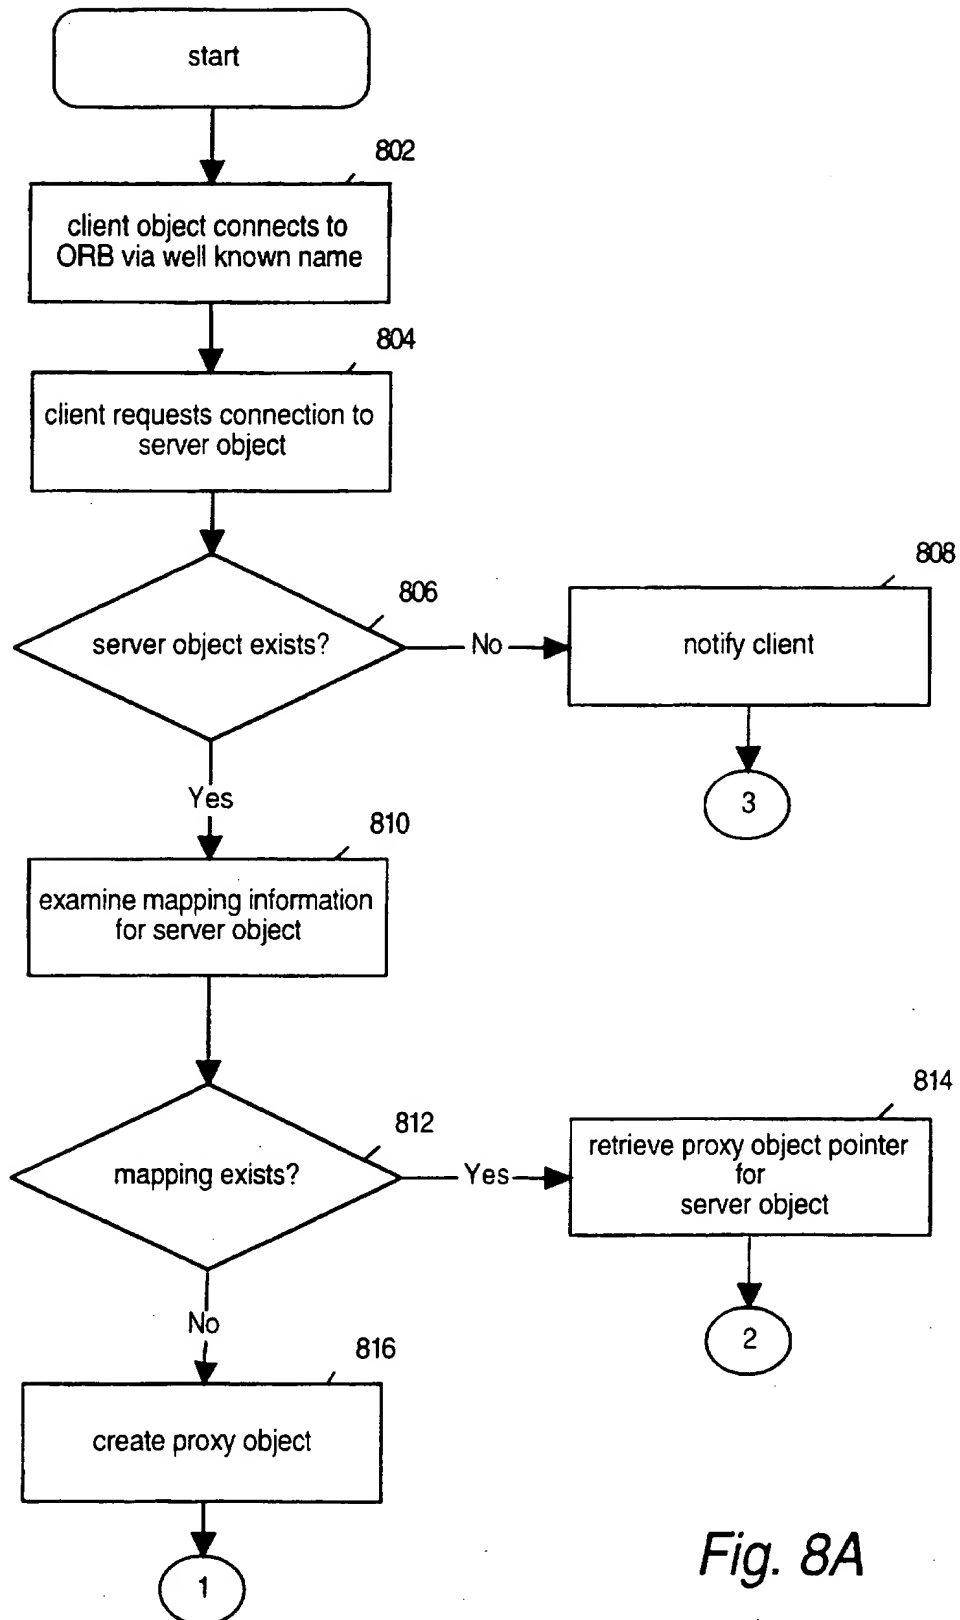 start
802
client object connects to
ORB via well known name
804
client requests connection to
server object
806
server object exists?
No
808
notify client
3
Yes
810
examine mapping information
for server object
812
mapping exists?
Yes
814
retrieve proxy object pointer
for
server object
2
No
816
create proxy object
1
Fig. 8A